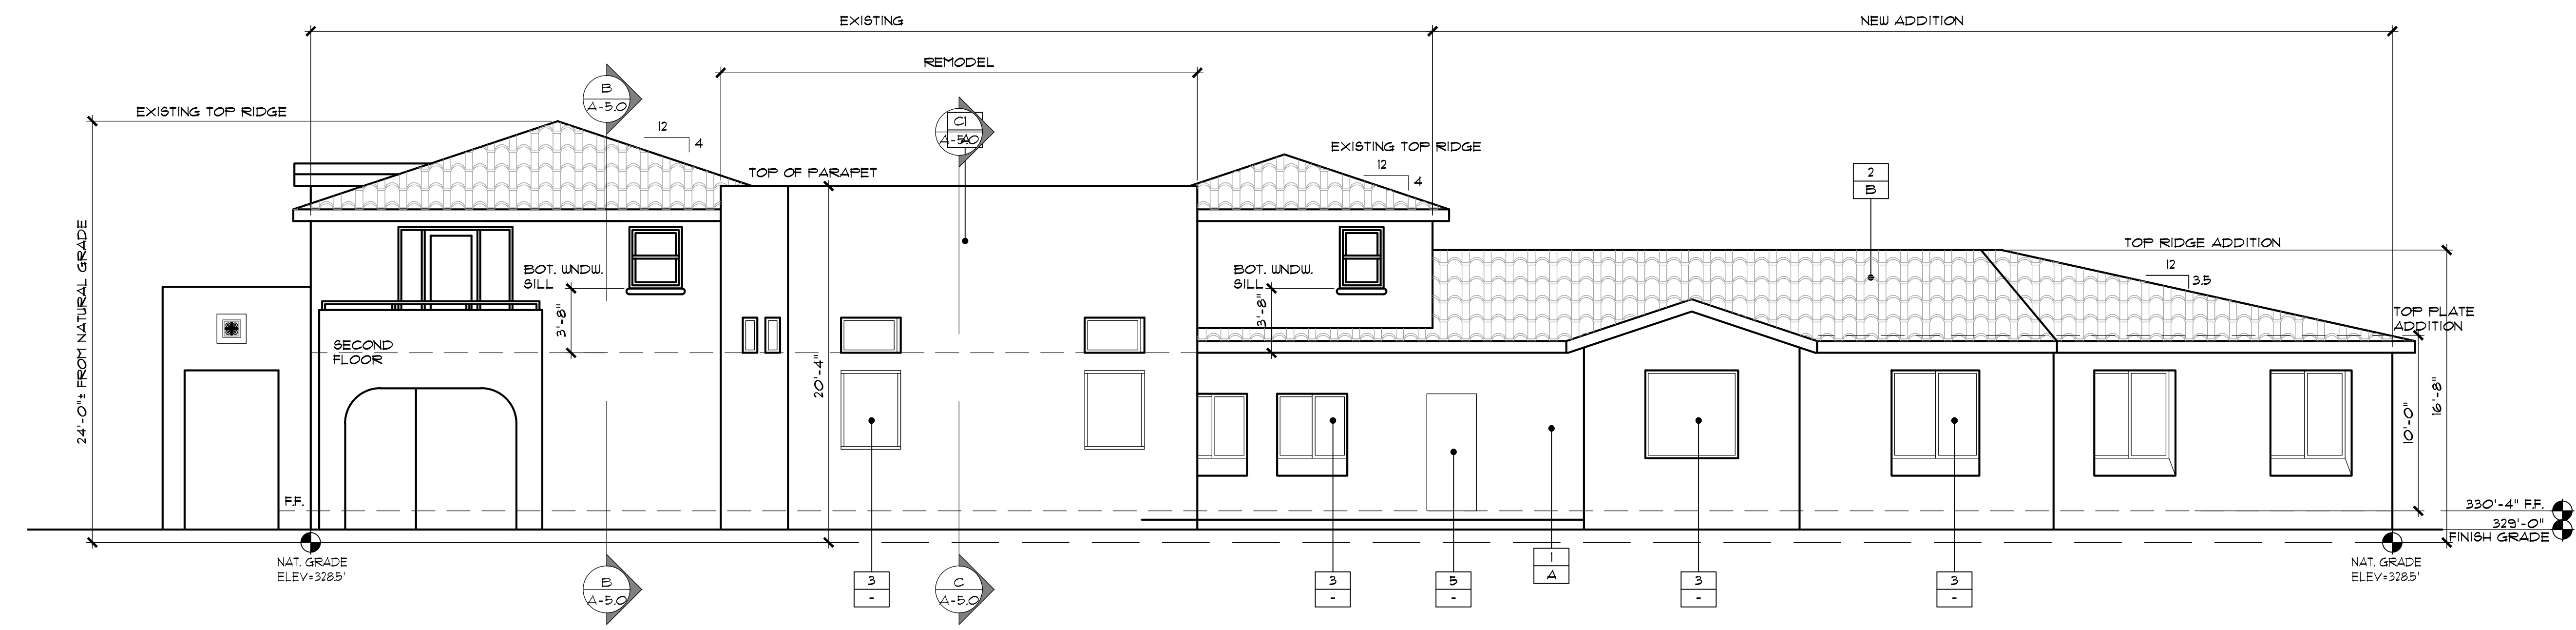 EXISTING
NEW ADDITION
REMODEL
B
A-5.0
EXISTING TOP RIDGE
12
4
C1
A-5.0
A
TOP OF PARAPET
EXISTING TOP RIDGE
12
4
2
B
24'-0"± FROM NATURAL GRADE
BOT. WNDW.
SILL
3'-8"
BOT. WNDW.
SILL
3'-8"
TOP RIDGE ADDITION
12
3.5
TOP PLATE
ADDITION
SECOND
FLOOR
20'-4"
10'-0"
16'-8"
F.F.
330'-4" F.F.
329'-0"
FINISH GRADE
NAT. GRADE
ELEV=328.5'
B
A-5.0
3
-
C
A-5.0
3
-
5
-
1
A
3
-
3
-
NAT. GRADE
ELEV=328.5'